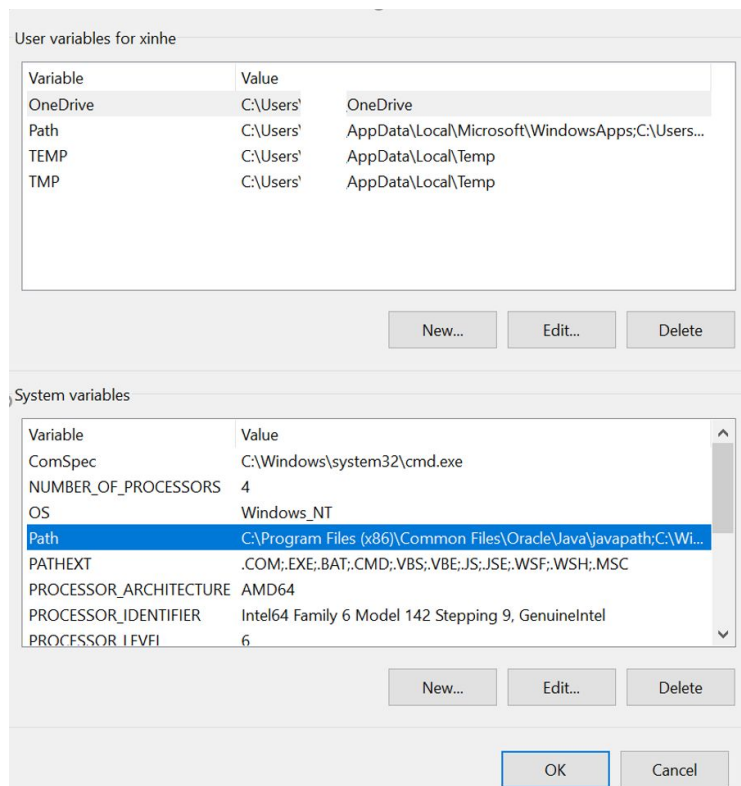 User variables for xinhe
Variable Value
OneDrive C:\Users\ OneDrive
Path C:\Users\ AppData\Local\Microsoft\WindowsApps;C:\Users...
TEMP C:\Users\ AppData\Local\Temp
TMP C:\Users\ AppData\Local\Temp
New... Edit... Delete
System variables
Variable Value
ComSpec C:\Windows\system32\cmd.exe
NUMBER_OF_PROCESSORS 4
OS Windows_NT
Path C:\Program Files (x86)\Common Files\Oracle\Java\javapath;C:\Wi...
PATHEXT .COM;.EXE;.BAT;.CMD;.VBS;.VBE;.JS;.JSE;.WSF;.WSH;.MSC
PROCESSOR_ARCHITECTURE AMD64
PROCESSOR_IDENTIFIER Intel64 Family 6 Model 142 Stepping 9, GenuineIntel
PROCESSOR_LEVEL 6
New... Edit... Delete
OK Cancel